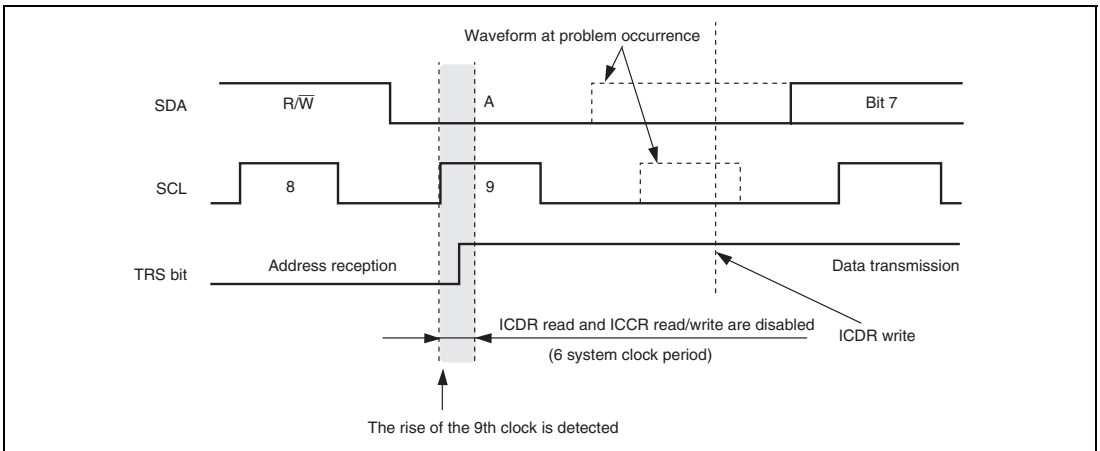 Waveform at problem occurrence
SDA
R/W
A
Bit 7
SCL
8
9
TRS bit
Address reception
Data transmission
ICDR read and ICCR read/write are disabled
(6 system clock period)
ICDR write
The rise of the 9th clock is detected